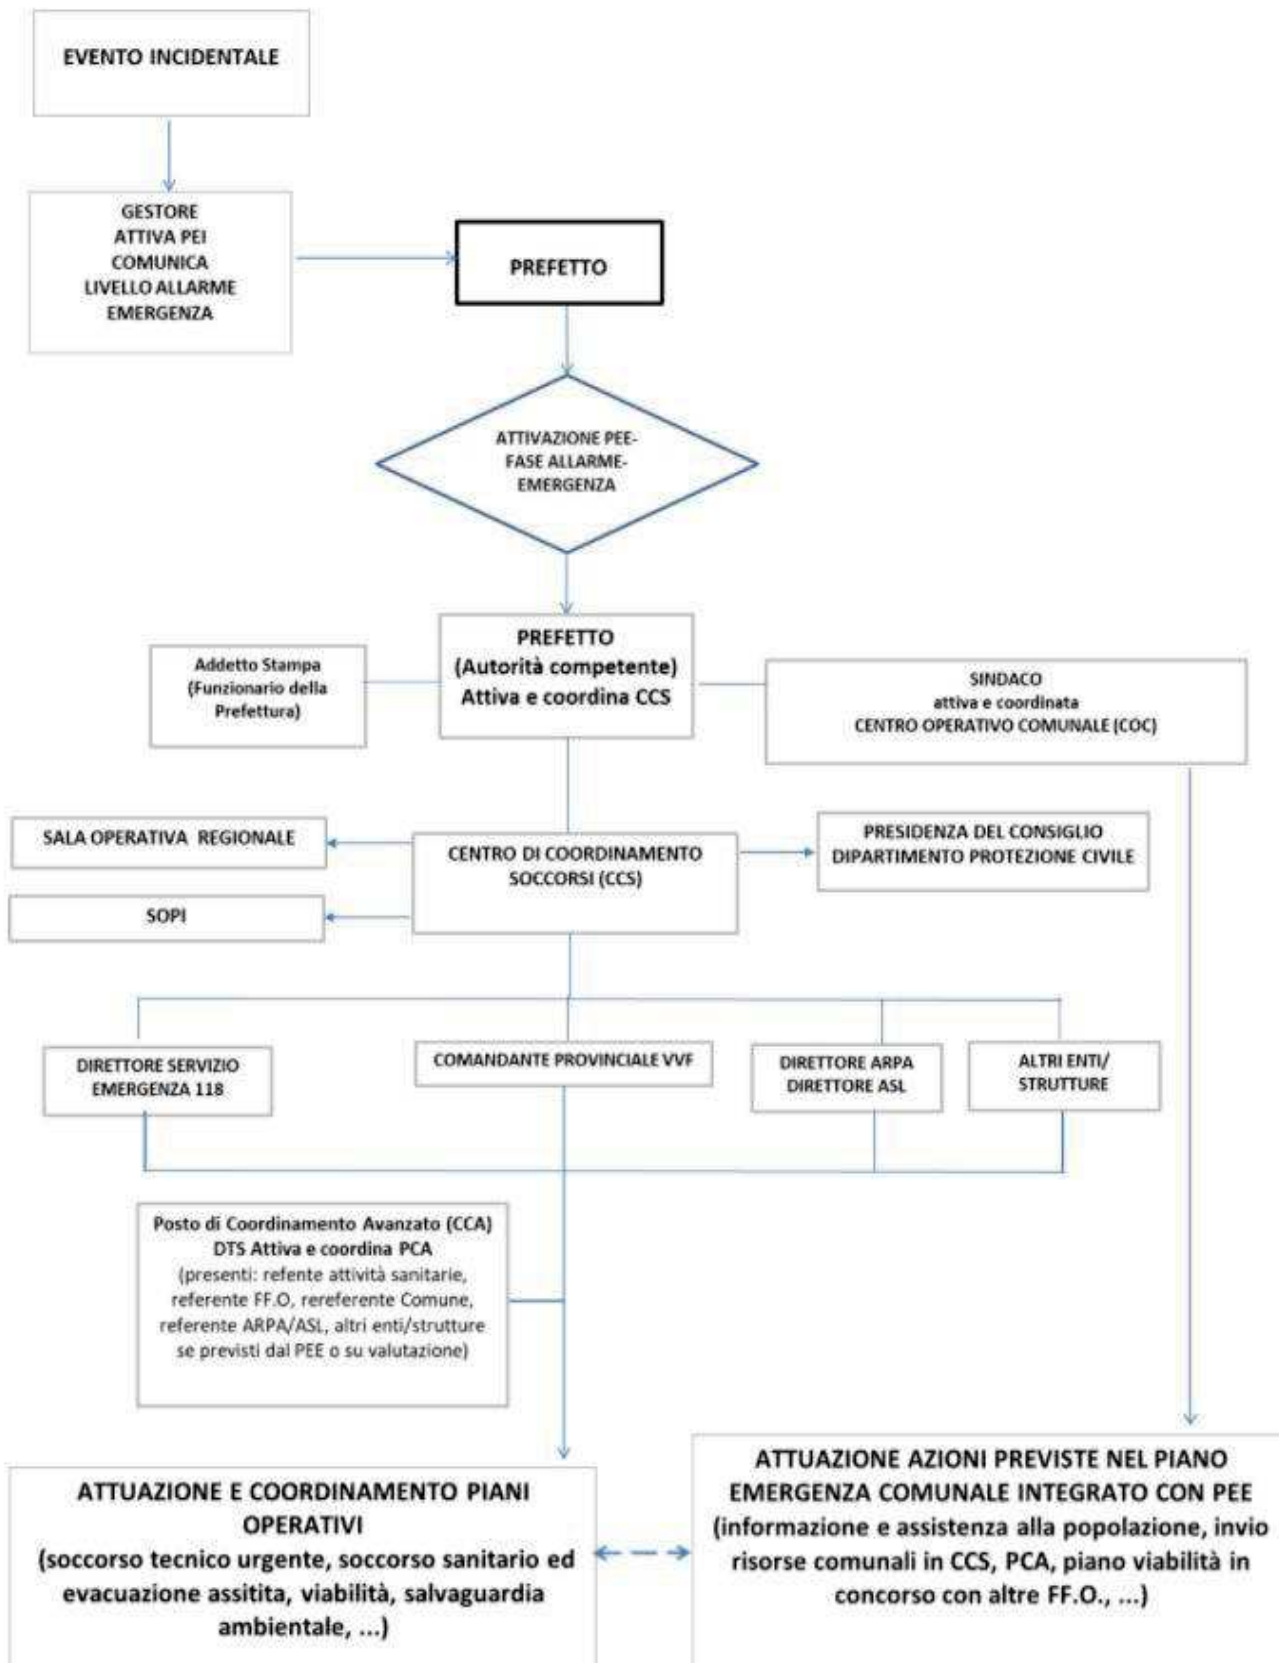 EVENTO INCIDENTALE
GESTORE
ATTIVA PEI
COMUNICA
LIVELLO ALLARME
EMERGENZA
PREFETTO
ATTIVAZIONE PEE-
FASE ALLARME-
EMERGENZA
PREFETTO
(Autorità competente)
Attiva e coordina CCS
Addetto Stampa
(Funzionario della
Prefettura)
SINDACO
attiva e coordinata
CENTRO OPERATIVO COMUNALE (COC)
SALA OPERATIVA REGIONALE
CENTRO DI COORDINAMENTO
SOCCORSI (CCS)
PRESIDENZA DEL CONSIGLIO
DIPARTIMENTO PROTEZIONE CIVILE
SOPI
DIRETTORE SERVIZIO
EMERGENZA 118
COMANDANTE PROVINCIALE VVF
DIRETTORE ARPA
DIRETTORE ASL
ALTRI ENTI/
STRUTTURE
Posto di Coordinamento Avanzato (CCA)
DTS Attiva e coordina PCA
(presenti: refente attività sanitarie,
referente FF.O, rereferente Comune,
referente ARPA/ASL, altri enti/strutture
se previsti dal PEE o su valutazione)
ATTUAZIONE E COORDINAMENTO PIANI
OPERATIVI
(soccorso tecnico urgente, soccorso sanitario ed
evacuazione assitita, viabilità, salvaguardia
ambientale, ...)
ATTUAZIONE AZIONI PREVISTE NEL PIANO
EMERGENZA COMUNALE INTEGRATO CON PEE
(informazione e assistenza alla popolazione, invio
risorse comunali in CCS, PCA, piano viabilità in
concorso con altre FF.O., ...)